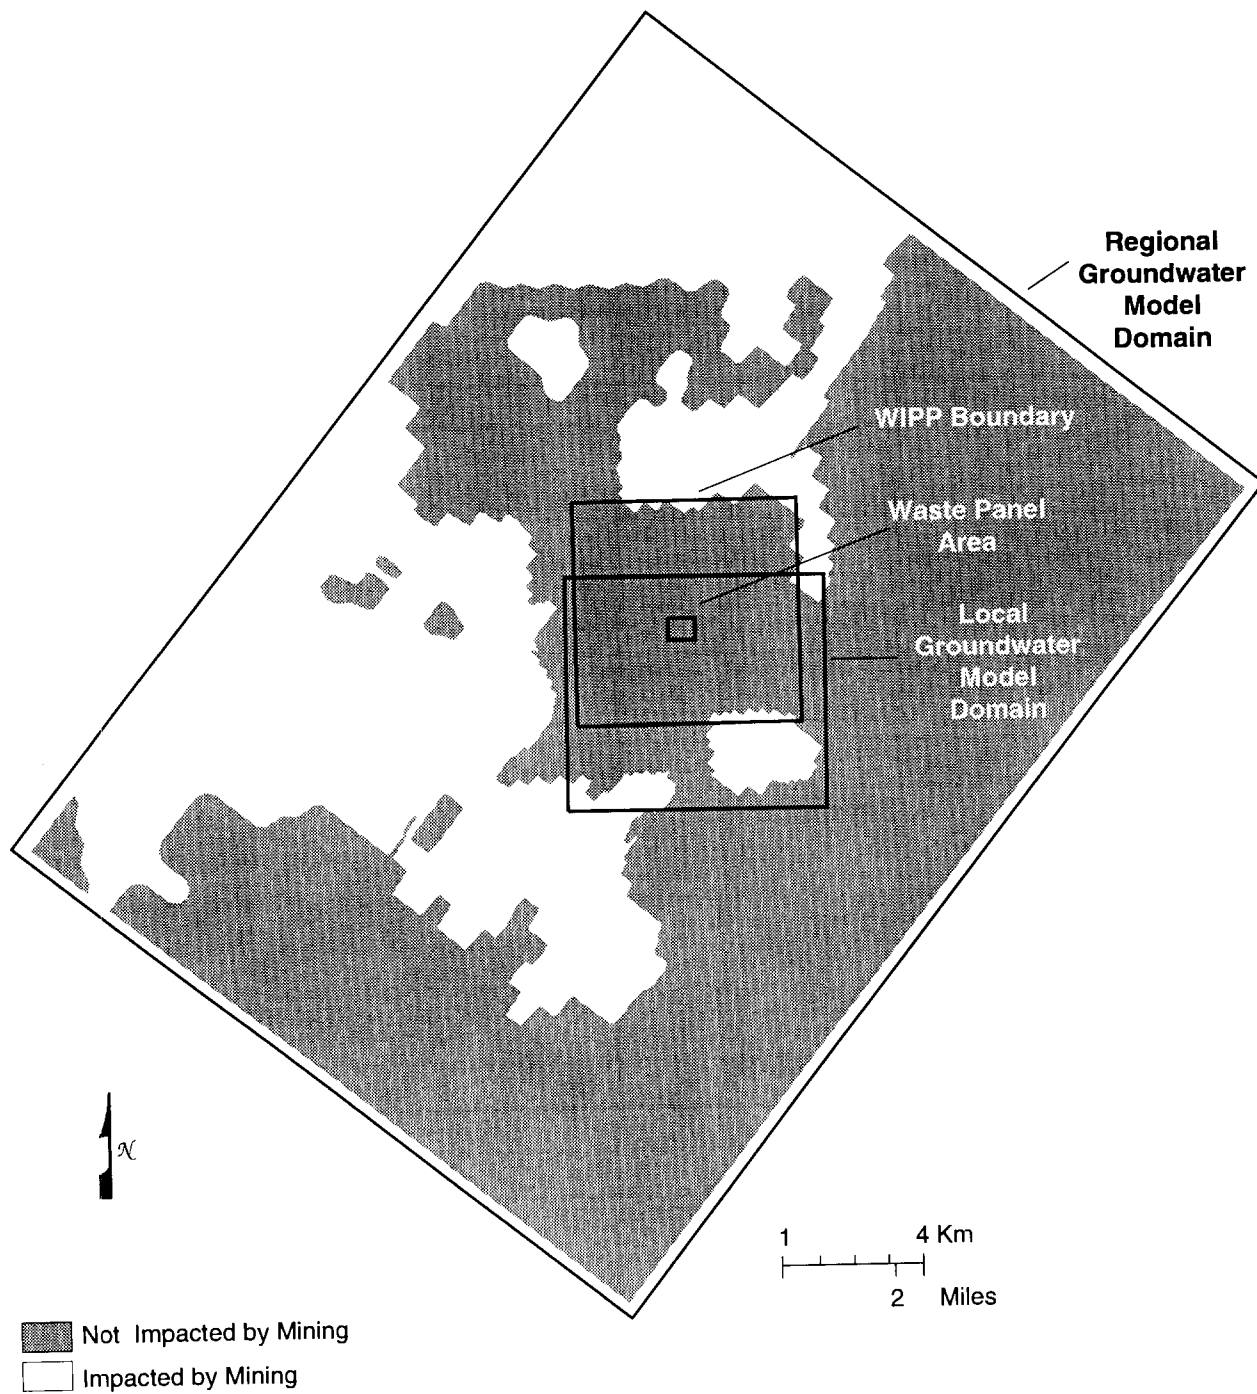 Regional
Groundwater
Model
Domain
WIPP Boundary
Waste Panel
Area
Local
Groundwater
Model
Domain
N
1 4 Km
2 Miles
Not Impacted by Mining
Impacted by Mining